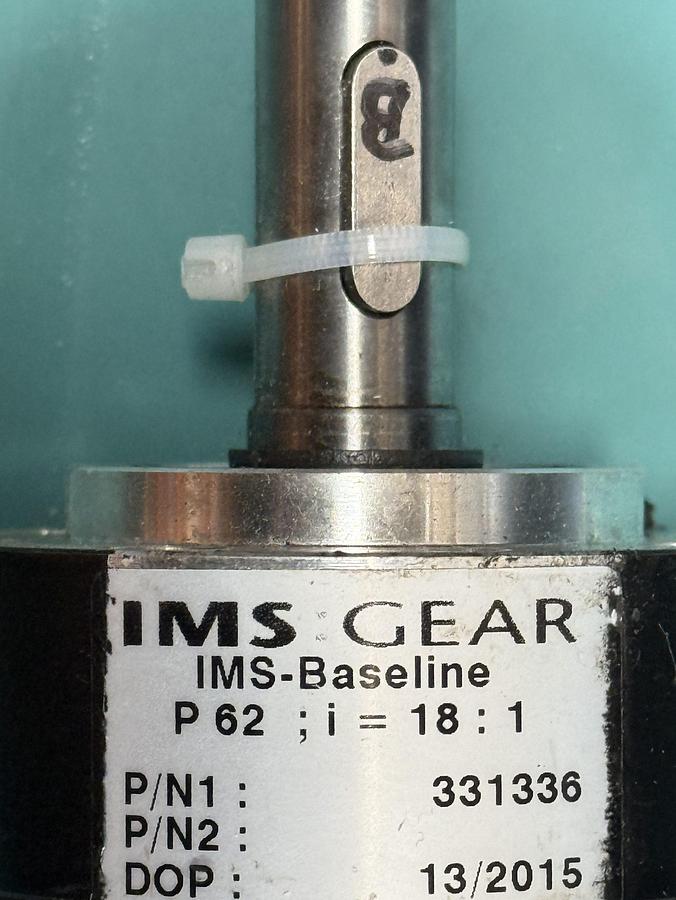 IMS GEAR
IMS-Baseline
P 62 ; i = 18 : 1
P/N1 : 331336
P/N2 :
DOP : 13/2015